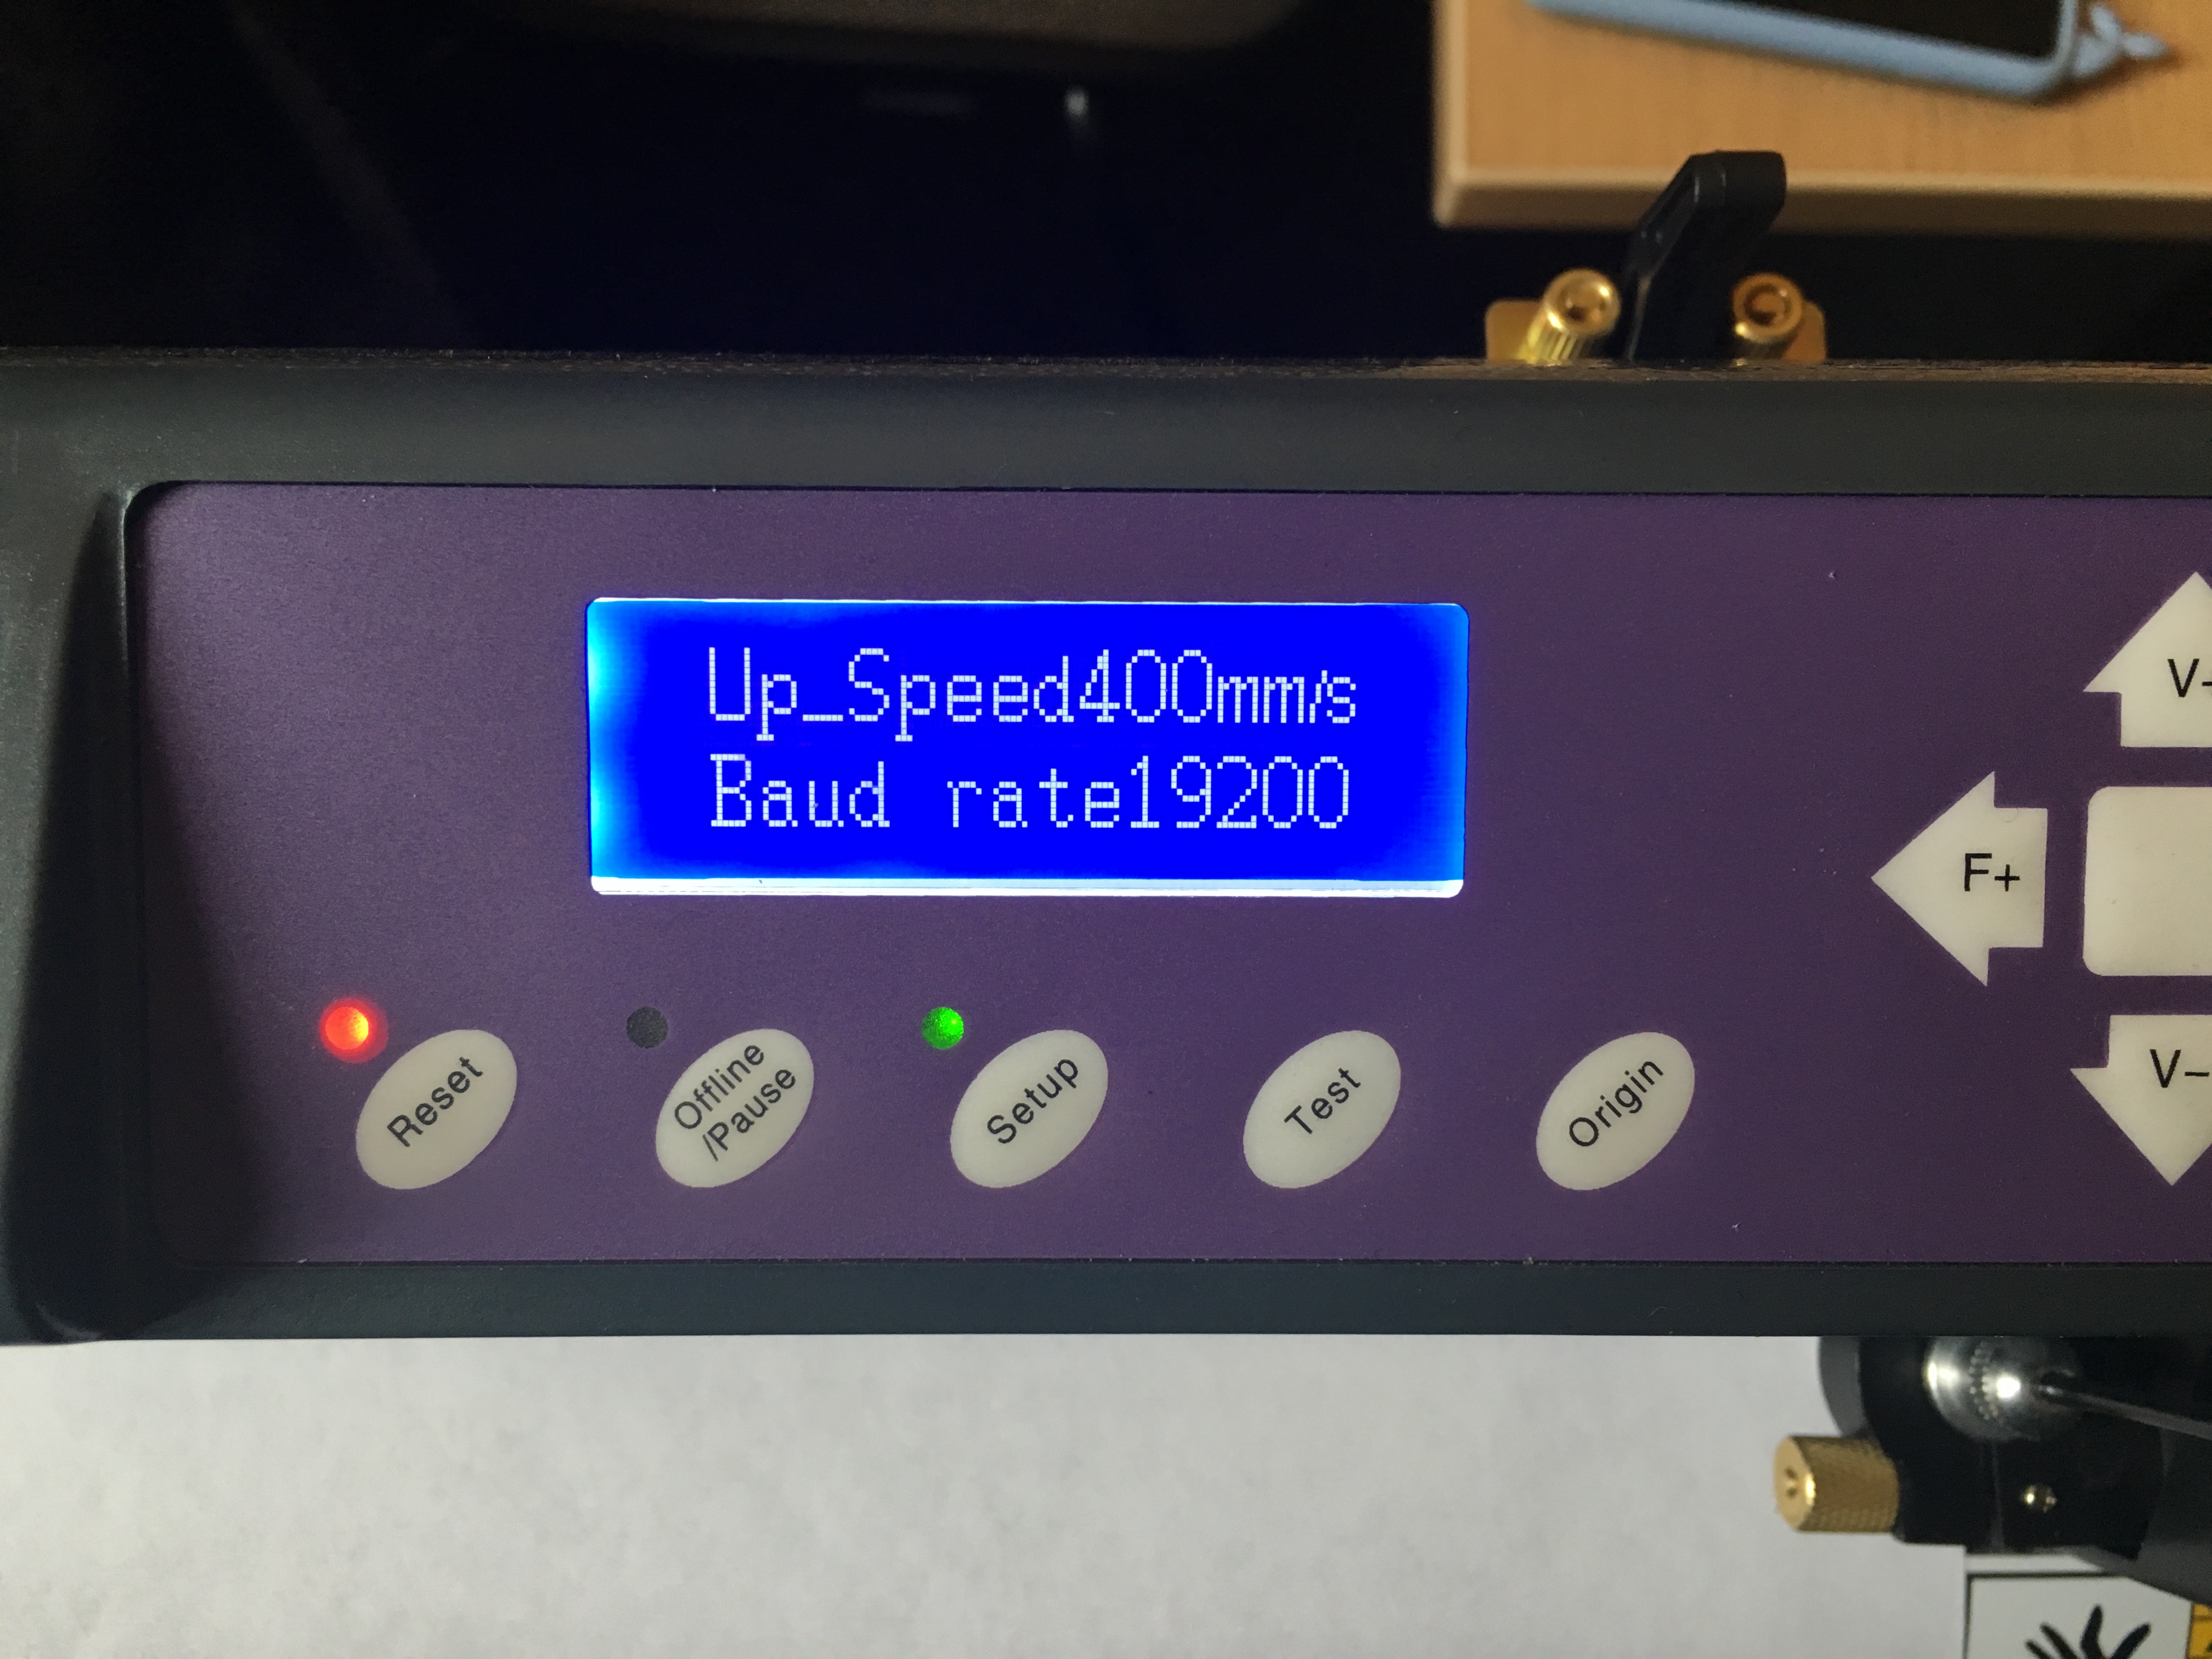 Up_Speed400mm/s
Baud rate19200
V-
F+
V-
Reset
Offline
/Pause
Setup
Test
Origin